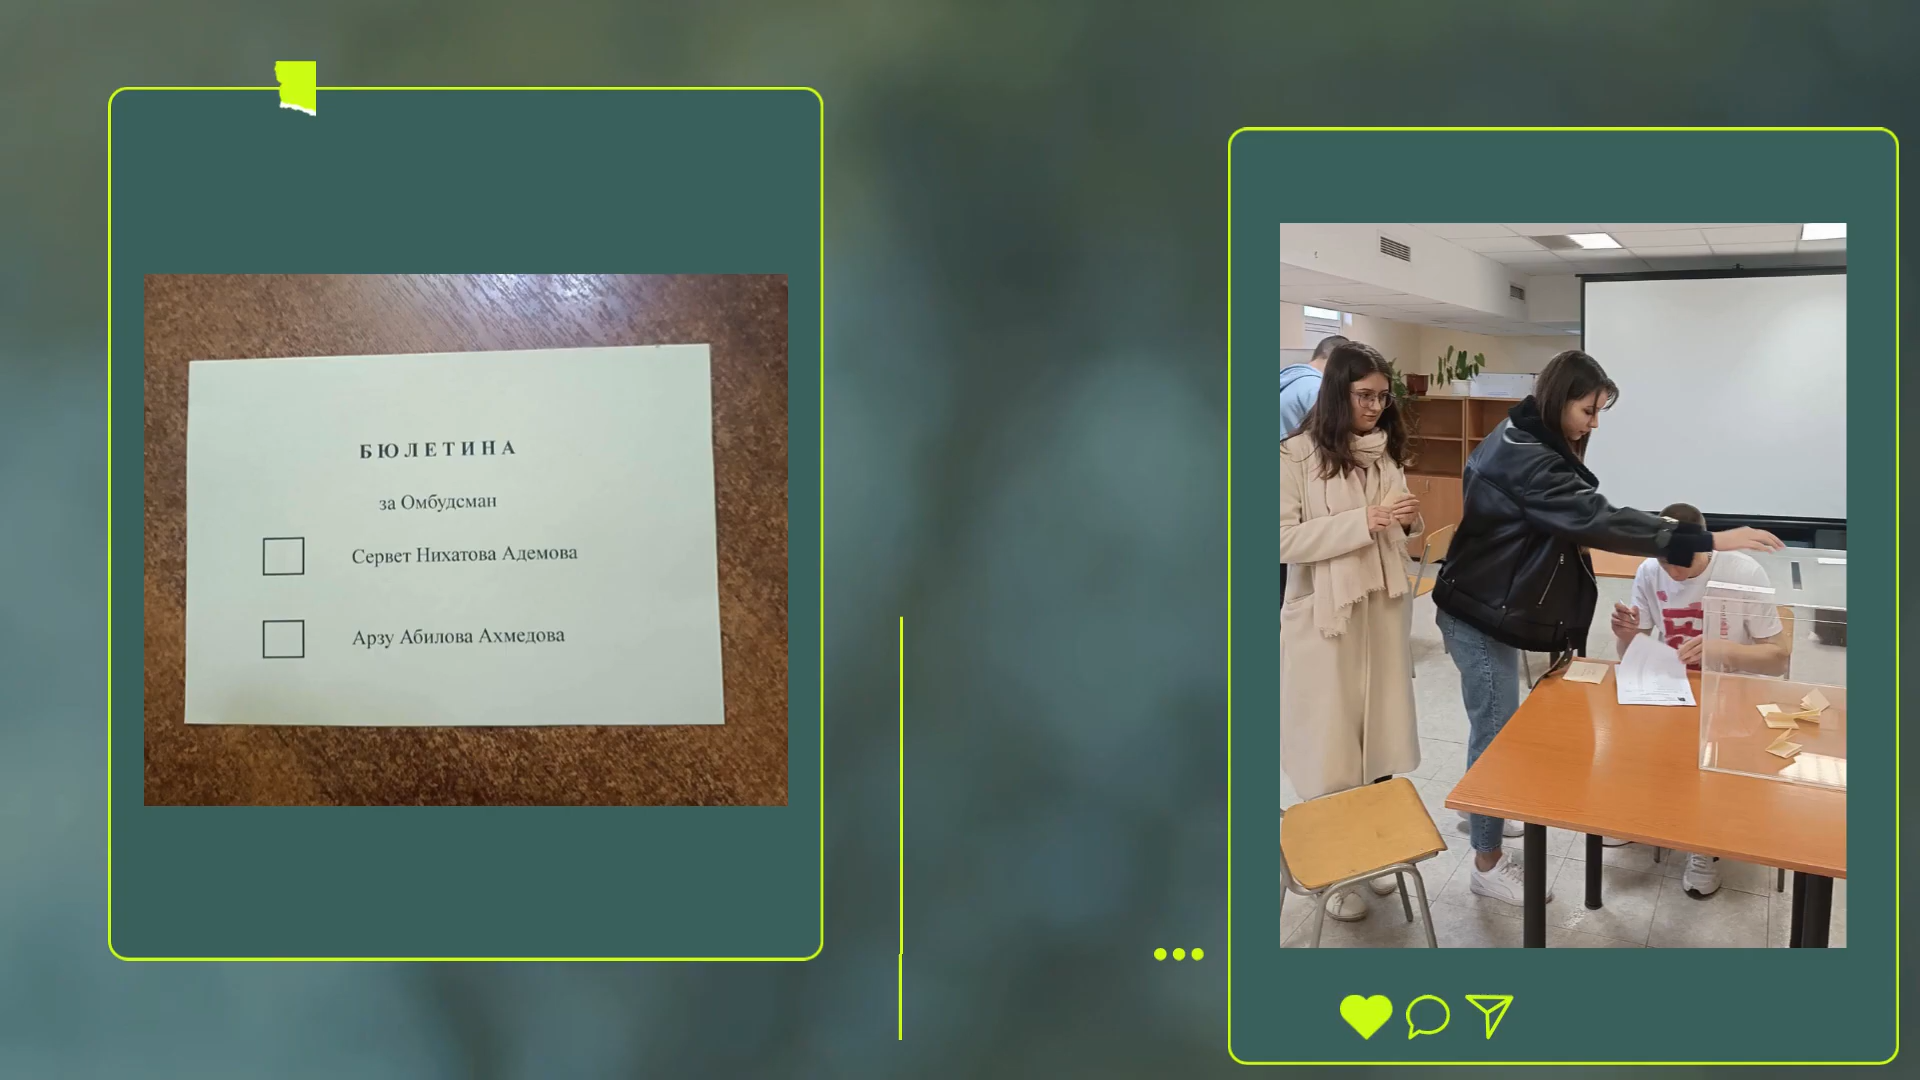 БЮЛЕТИНА
за Омбудсман
Сервет Нихатова Адемова
Арзу Абилова Ахмедова